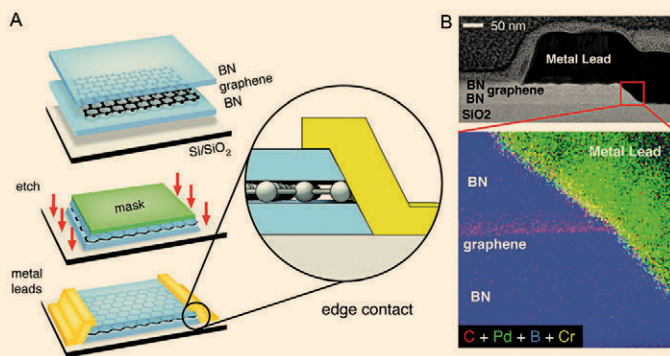 A
BN
graphene
BN
Si/SiO2
etch
mask
metal
leads
edge contact
B
50 nm
Metal Lead
BN
graphene
BN
SiO2
Metal Lead
BN
graphene
BN
C + Pd + B + Cr